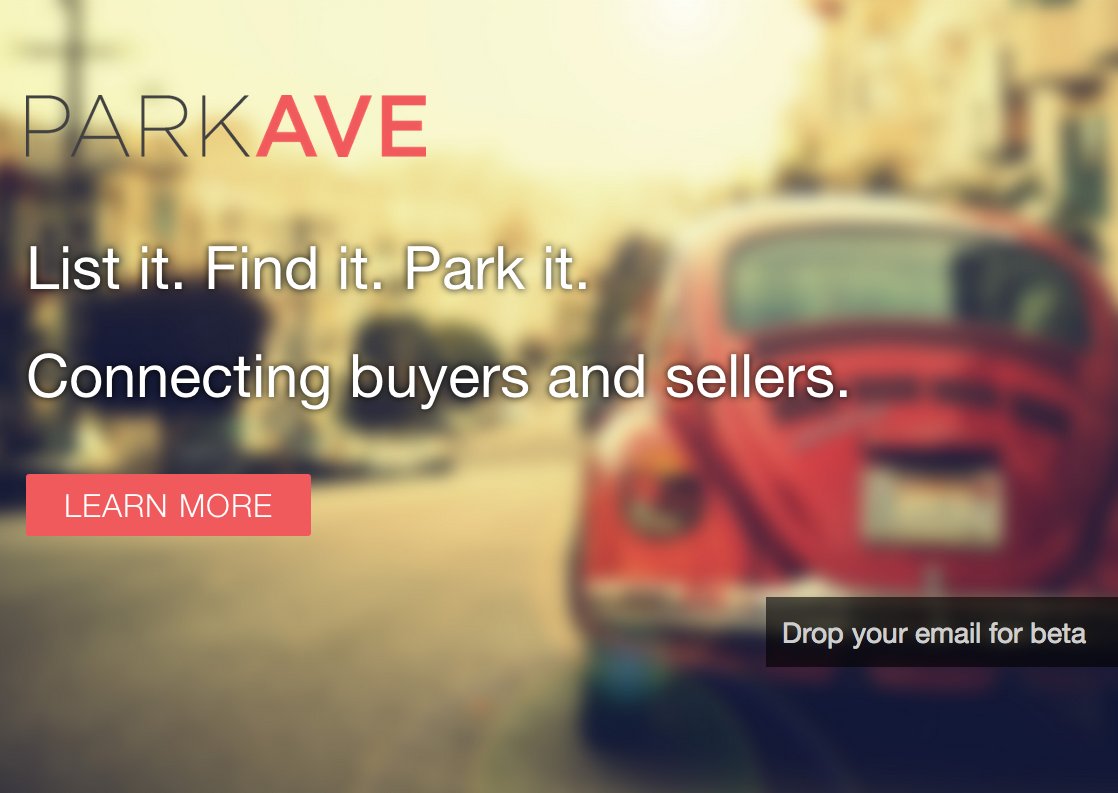 PARKAVE
List it. Find it. Park it.
Connecting buyers and sellers.
LEARN MORE
Drop your email for beta